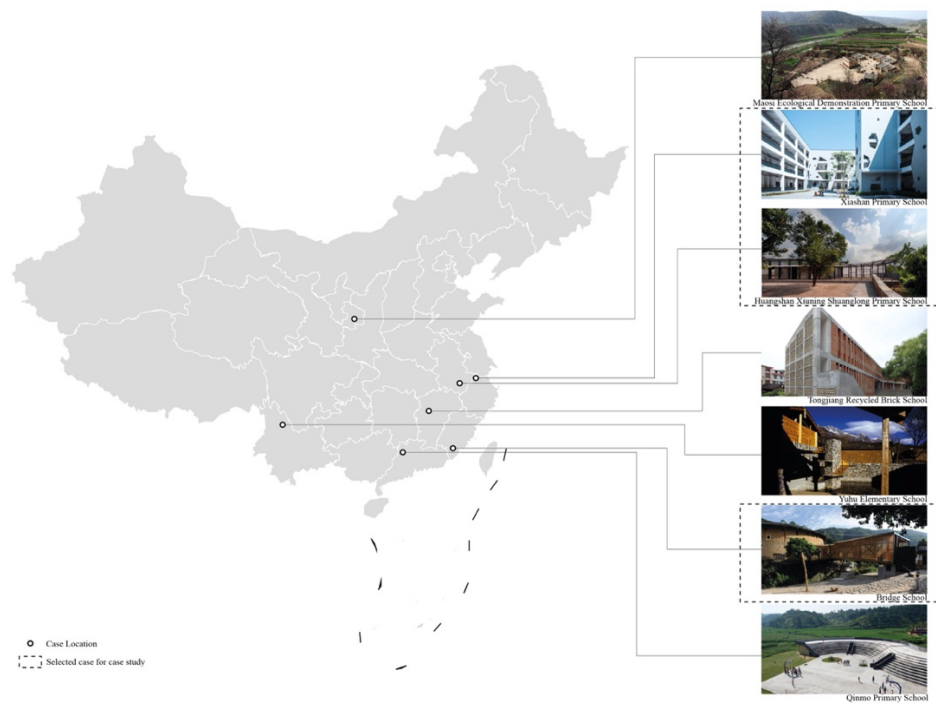 Maosi Ecological Demonstration Primary School
Xiashan Primary School
Huangshan Xiuning Shuanglong Primary School
Tongjiang Recycled Brick School
Yuhu Elementary School
Bridge School
Qinmo Primary School
Case Location
Selected case for case study